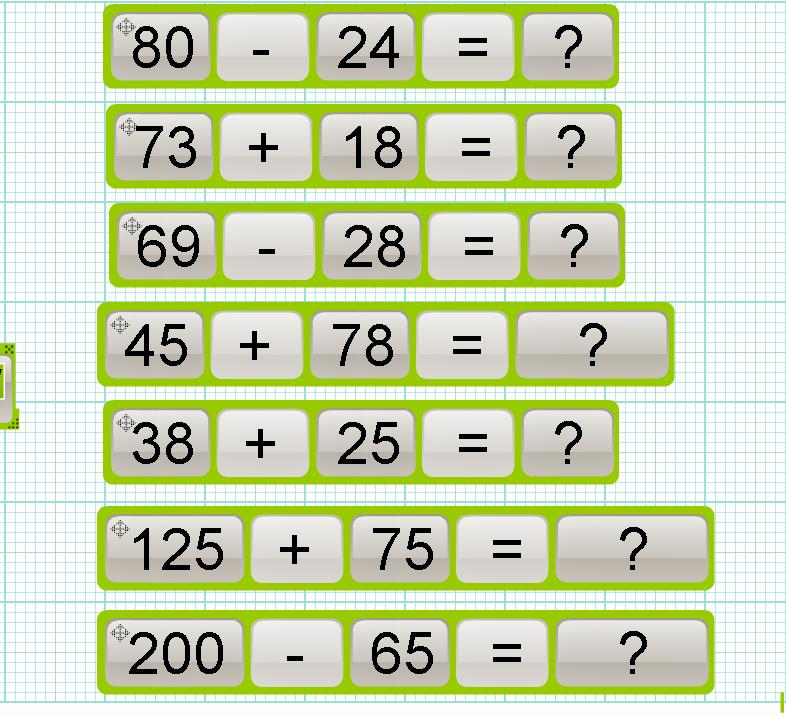 80 - 24 = ?
73 + 18 = ?
69 - 28 = ?
45 + 78 = ?
38 + 25 = ?
125 + 75 = ?
200 - 65 = ?